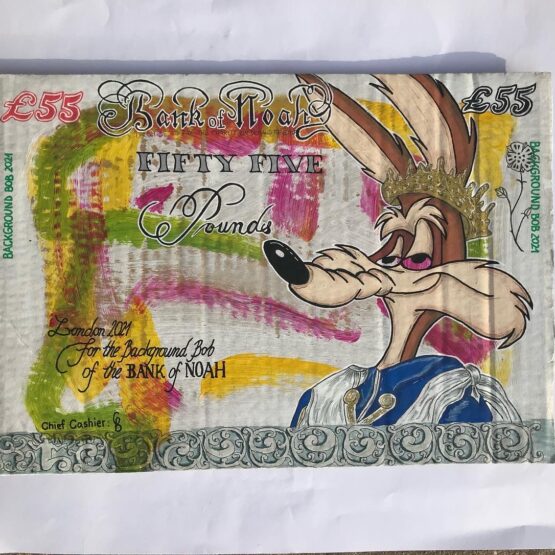 £55
Bank of Noah
£55
FIFTY FIVE
Pounds
BACKGROUND BOB 2021
BACKGROUND BOB 2021
London 2021
For the Background Bob
of the BANK of NOAH
Chief Cashier: